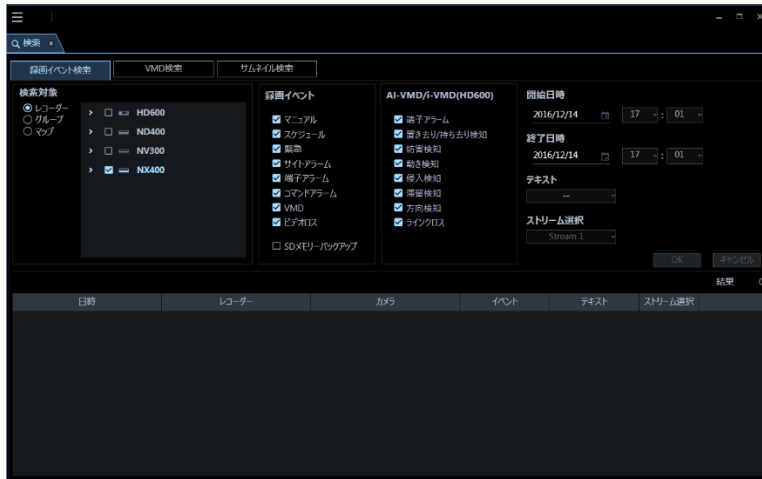 検索
録画イベント検索
VMD検索
サムネイル検索
検索対象
レコーダー
グループ
マップ
HD600
ND400
NV300
NX400
録画イベント
マニュアル
スケジュール
緊急
サイトアラーム
端子アラーム
コマンドアラーム
VMD
ビデオロス
SDメモリーバックアップ
AI-VMD/i-VMD(HD600)
端子アラーム
置き去り/持ち去り検知
妨害検知
動き検知
侵入検知
滞留検知
方向検知
ラインクロス
開始日時
2016/12/14 17 : 01
終了日時
2016/12/14 17 : 01
テキスト
--
ストリーム選択
Stream 1
OK キャンセル
結果
日時 レコーダー カメラ イベント テキスト ストリーム選択